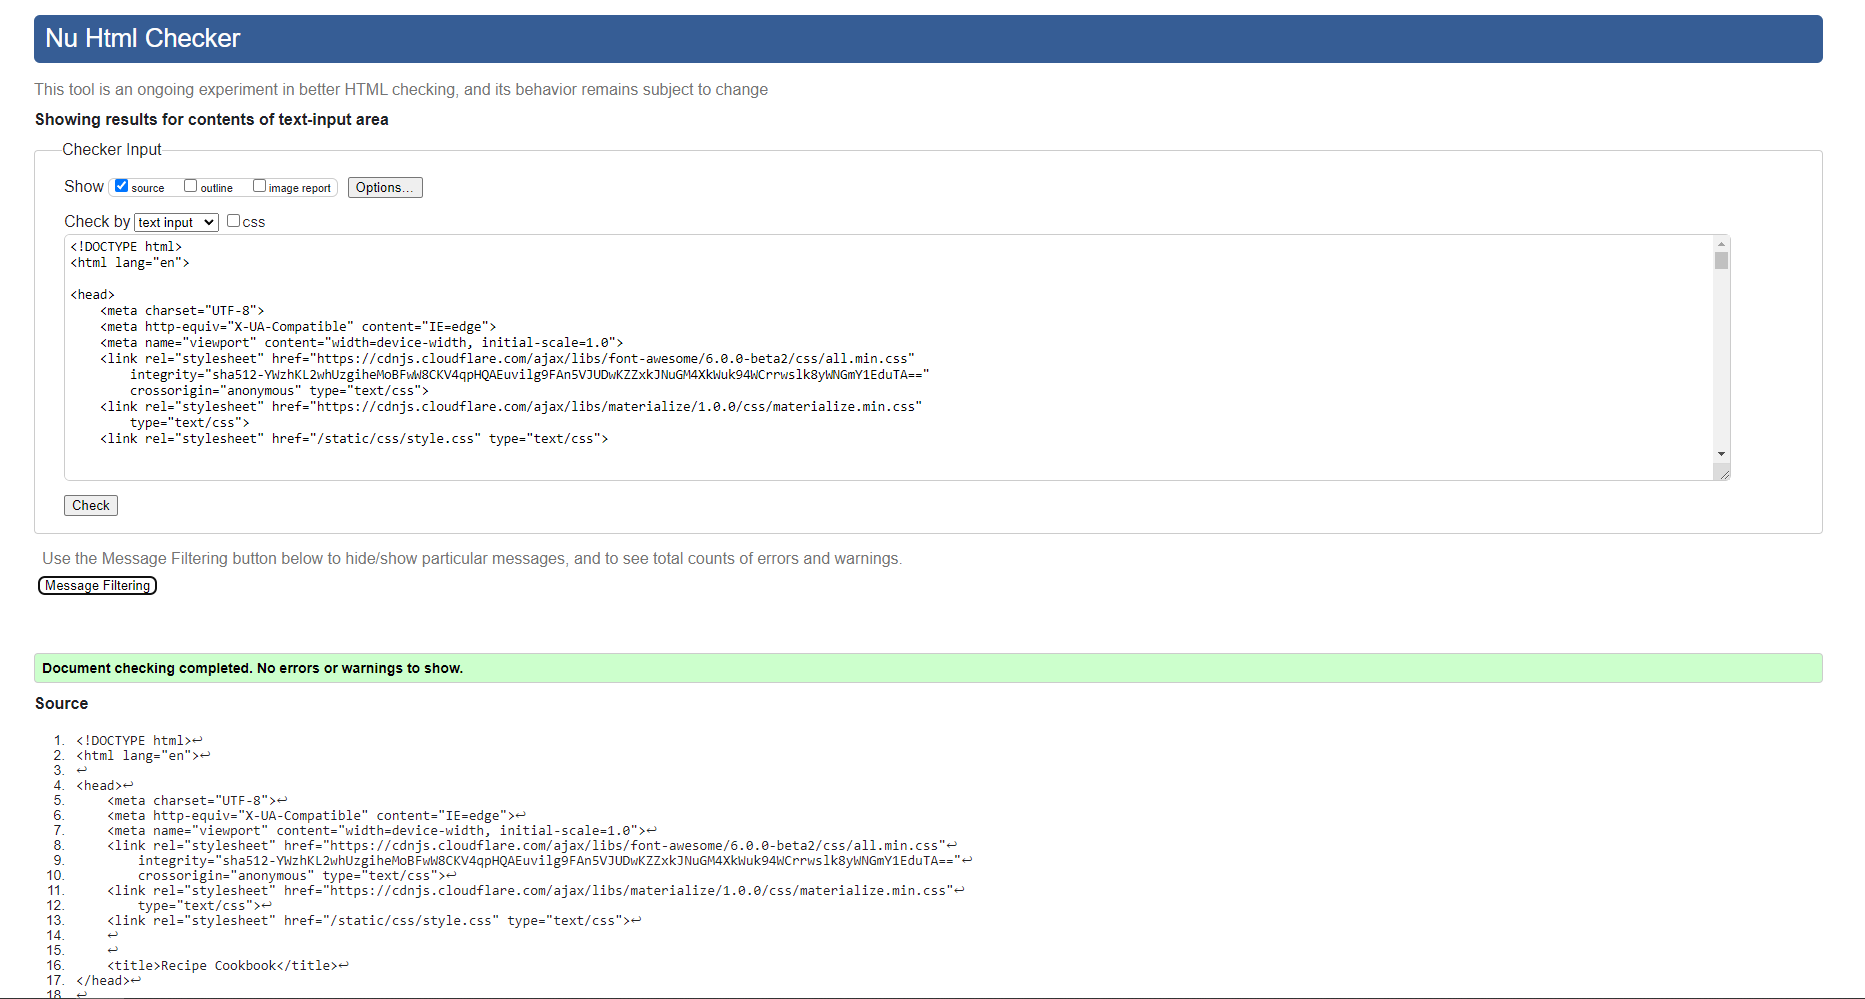 Nu Html Checker
This tool is an ongoing experiment in better HTML checking, and its behavior remains subject to change
Showing results for contents of text-input area
Checker Input
Show source outline image report Options...
Check by text input css
<!DOCTYPE html>
<html lang="en">
<head>
<meta charset="UTF-8">
<meta http-equiv="X-UA-Compatible" content="IE=edge">
<meta name="viewport" content="width=device-width, initial-scale=1.0">
<link rel="stylesheet" href="https://cdnjs.cloudflare.com/ajax/libs/font-awesome/6.0.0-beta2/css/all.min.css"
integrity="sha512-YWzhKL2whUzgiheMoBFwW8CKV4qpHQAEuvilg9FAn5VJUDwKZZxkJNuGM4XkWuk94WCrrwslk8yWNGmY1EduTA=="
crossorigin="anonymous" type="text/css">
<link rel="stylesheet" href="https://cdnjs.cloudflare.com/ajax/libs/materialize/1.0.0/css/materialize.min.css"
type="text/css">
<link rel="stylesheet" href="/static/css/style.css" type="text/css">
Check
Use the Message Filtering button below to hide/show particular messages, and to see total counts of errors and warnings.
Message Filtering
Document checking completed. No errors or warnings to show.
Source
1. <!DOCTYPE html>↩
2. <html lang="en">↩
3. ↩
4. <head>↩
5. <meta charset="UTF-8">↩
6. <meta http-equiv="X-UA-Compatible" content="IE=edge">↩
7. <meta name="viewport" content="width=device-width, initial-scale=1.0">↩
8. <link rel="stylesheet" href="https://cdnjs.cloudflare.com/ajax/libs/font-awesome/6.0.0-beta2/css/all.min.css"↩
9. integrity="sha512-YWzhKL2whUzgiheMoBFwW8CKV4qpHQAEuvilg9FAn5VJUDwKZZxkJNuGM4XkWuk94WCrrwslk8yWNGmY1EduTA=="↩
10. crossorigin="anonymous" type="text/css">↩
11. <link rel="stylesheet" href="https://cdnjs.cloudflare.com/ajax/libs/materialize/1.0.0/css/materialize.min.css"↩
12. type="text/css">↩
13. <link rel="stylesheet" href="/static/css/style.css" type="text/css">↩
14. ↩
15. ↩
16. <title>Recipe Cookbook</title>↩
17. </head>↩
18. ↩